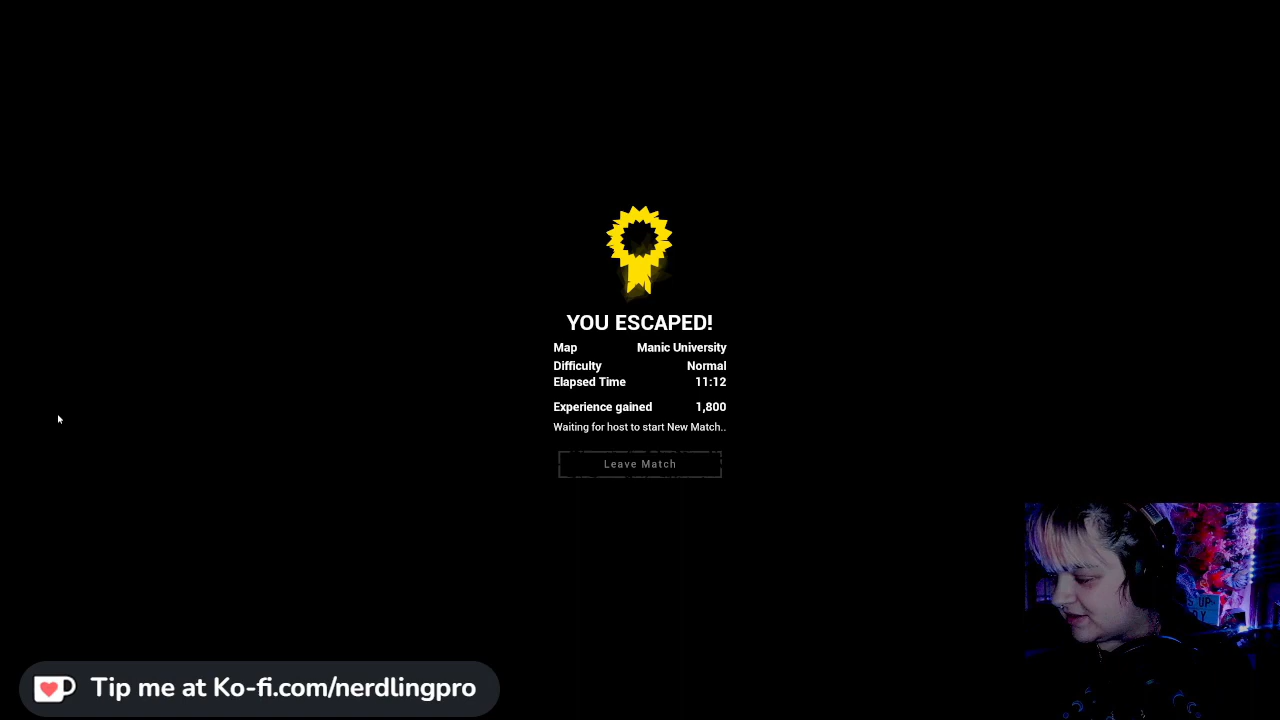 YOU ESCAPED!
Map Manic University
Difficulty Normal
Elapsed Time 11:12
Experience gained 1,800
Waiting for host to start New Match..
Leave Match
Tip me at Ko-fi.com/nerdlingpro